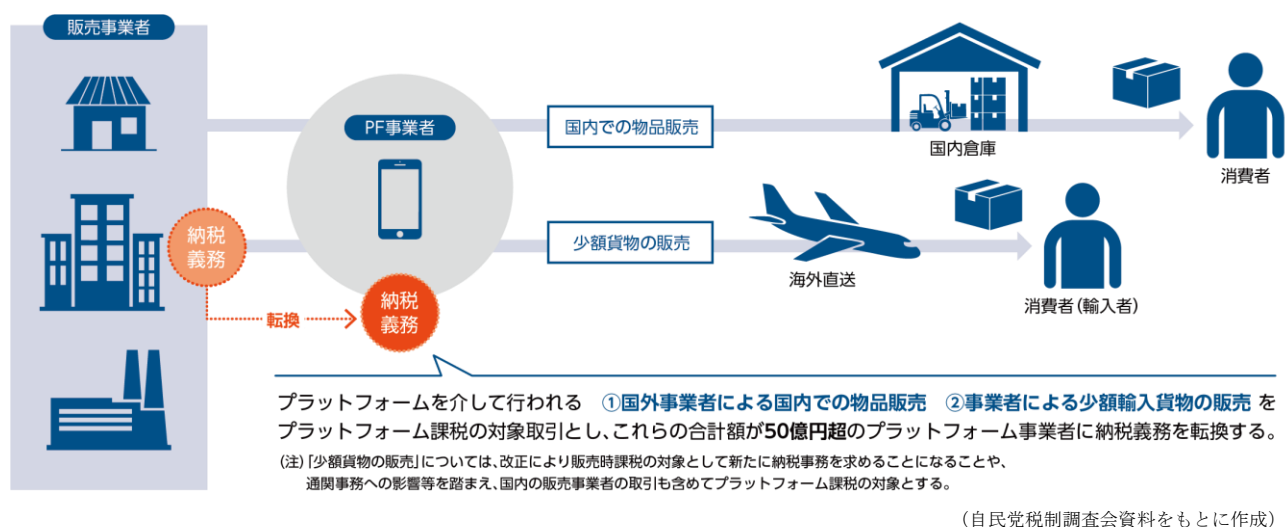 販売事業者
PF事業者
国内での物品販売
国内倉庫
消費者
納税
義務
少額貨物の販売
海外直送
消費者（輸入者）
転換
納税
義務
プラットフォームを介して行われる ①国外事業者による国内での物品販売 ②事業者による少額輸入貨物の販売 を
プラットフォーム課税の対象取引とし、これらの合計額が50億円超のプラットフォーム事業者に納税義務を転換する。
（注）「少額貨物の販売」については、改正により販売時課税の対象として新たに納税事務を求めることになることや、
通関事務への影響等を踏まえ、国内の販売事業者の取引も含めてプラットフォーム課税の対象とする。
（自民党税制調査会資料をもとに作成）